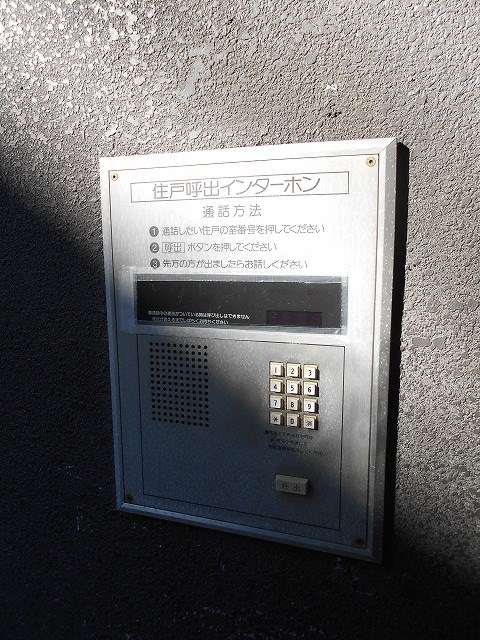 住戸呼出インターホン
通話方法
❶ 通話したい住戸の室番号を押してください
❷ 呼出 ボタンを押してください
❸ 先方の方が出ましたらお話しください
1 2 3
4 5 6
7 8 9
* 0
呼出